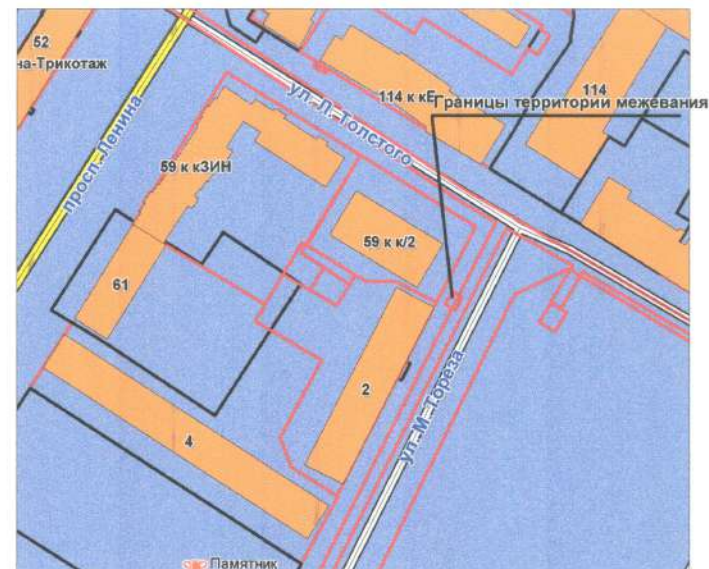 52
на-Трикотаж
просп. Ленина
ул. Л. Толстого
114 к кЕ
114
Границы территории межевания
59 к кЗИН
59 к к/2
61
2
ул. М. Тореза
4
Памятник